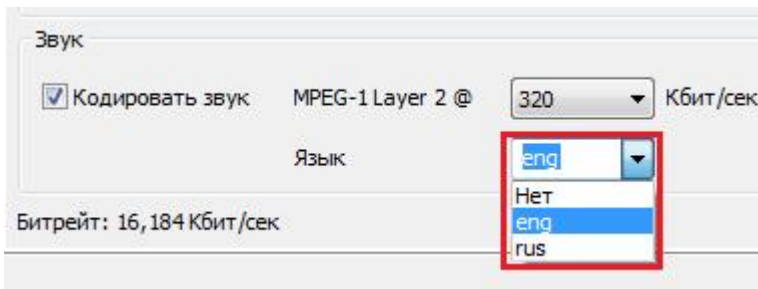 Звук
Кодировать звук MPEG-1 Layer 2 @ 320 Кбит/сек
Язык eng
Нет
eng
rus
Битрейт: 16,184 Кбит/сек